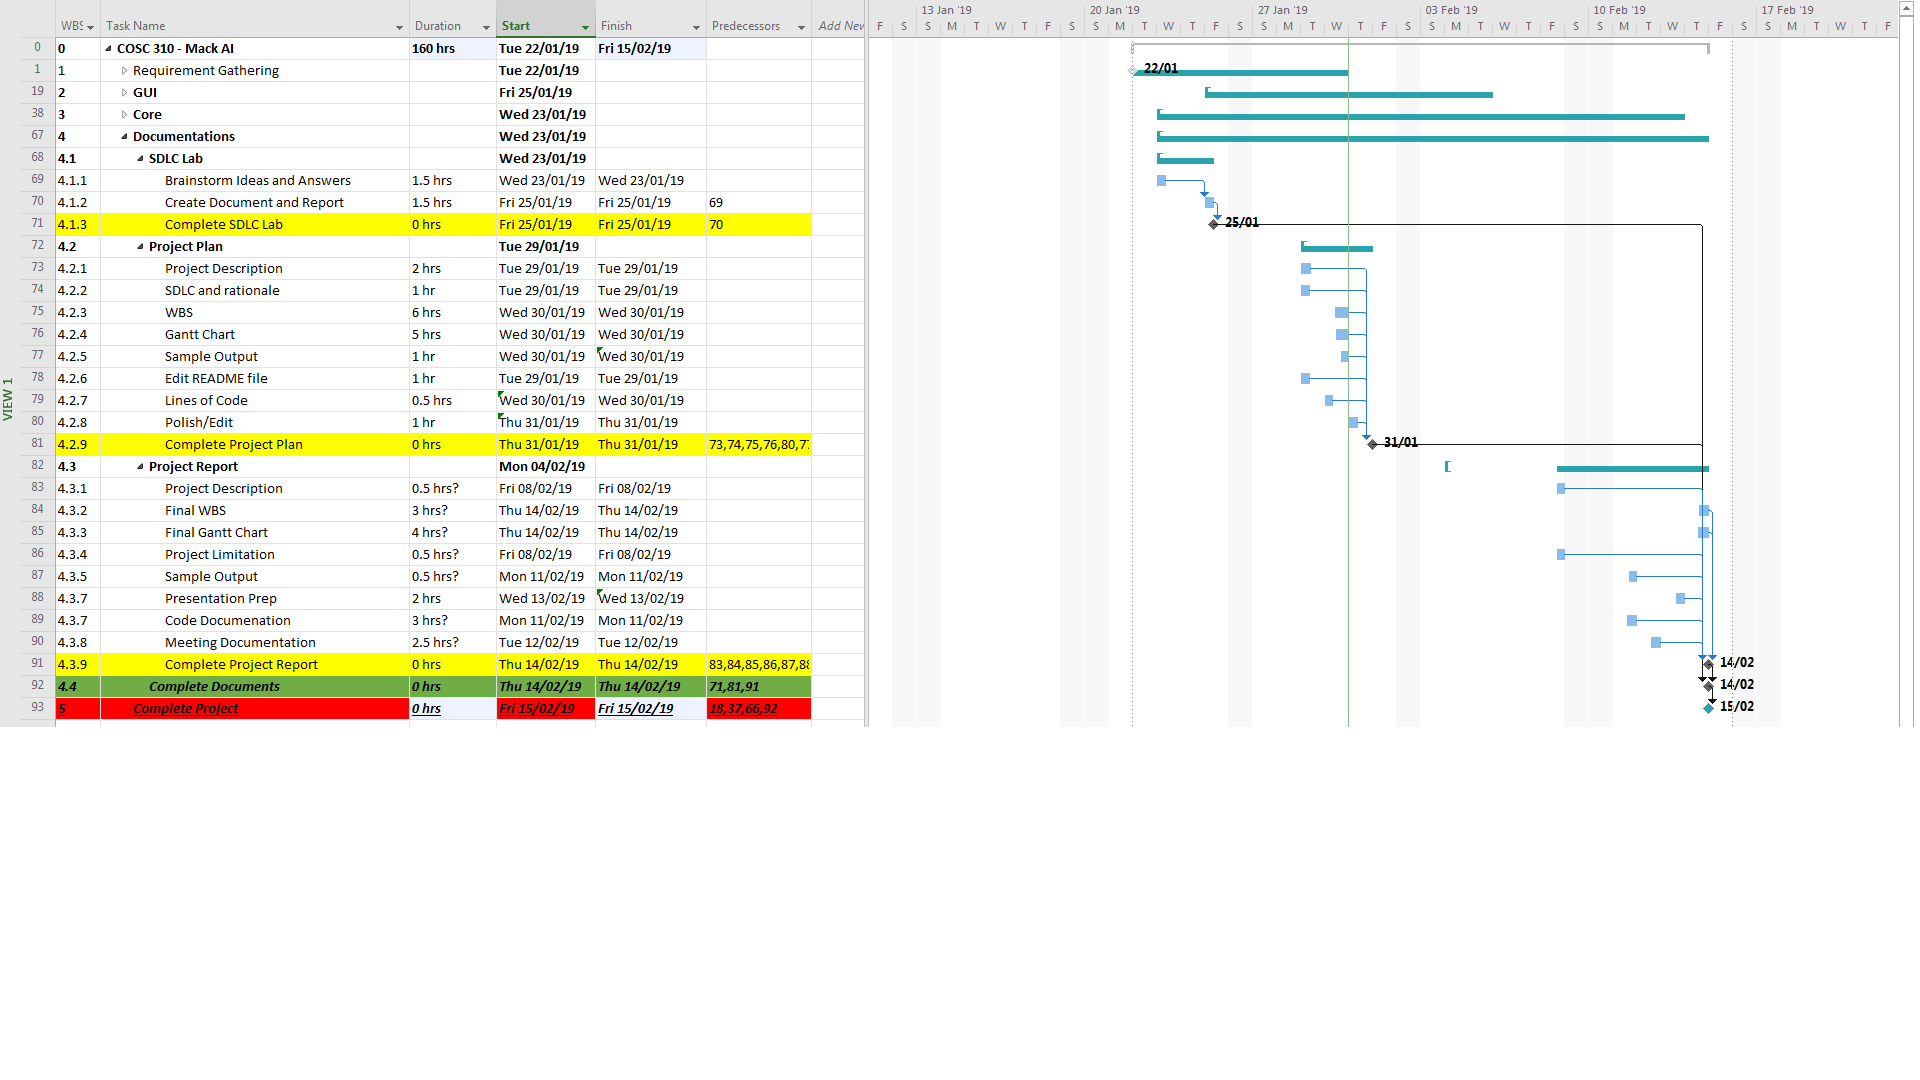 13 Jan '19 20 Jan '19 27 Jan '19 03 Feb '19 10 Feb '19 17 Feb '19
WBS Task Name Duration Start Finish Predecessors Add New F S S M T W T F S S M T W T F S S M T W T F S S M T W T F S S M T W T F S S M T W T F
0 0 COSC 310 - Mack AI 160 hrs Tue 22/01/19 Fri 15/02/19
1 1 Requirement Gathering Tue 22/01/19 22/01
19 2 GUI Fri 25/01/19
38 3 Core Wed 23/01/19
67 4 Documentations Wed 23/01/19
68 4.1 SDLC Lab Wed 23/01/19
69 4.1.1 Brainstorm Ideas and Answers 1.5 hrs Wed 23/01/19 Wed 23/01/19
70 4.1.2 Create Document and Report 1.5 hrs Fri 25/01/19 Fri 25/01/19 69
71 4.1.3 Complete SDLC Lab 0 hrs Fri 25/01/19 Fri 25/01/19 70 25/01
72 4.2 Project Plan Tue 29/01/19
73 4.2.1 Project Description 2 hrs Tue 29/01/19 Tue 29/01/19
74 4.2.2 SDLC and rationale 1 hr Tue 29/01/19 Tue 29/01/19
75 4.2.3 WBS 6 hrs Wed 30/01/19 Wed 30/01/19
76 4.2.4 Gantt Chart 5 hrs Wed 30/01/19 Wed 30/01/19
77 4.2.5 Sample Output 1 hr Wed 30/01/19 Wed 30/01/19
78 4.2.6 Edit README file 1 hr Tue 29/01/19 Tue 29/01/19
VIEW 1
79 4.2.7 Lines of Code 0.5 hrs Wed 30/01/19 Wed 30/01/19
80 4.2.8 Polish/Edit 1 hr Thu 31/01/19 Thu 31/01/19
81 4.2.9 Complete Project Plan 0 hrs Thu 31/01/19 Thu 31/01/19 73,74,75,76,80,77 31/01
82 4.3 Project Report Mon 04/02/19
83 4.3.1 Project Description 0.5 hrs? Fri 08/02/19 Fri 08/02/19
84 4.3.2 Final WBS 3 hrs? Thu 14/02/19 Thu 14/02/19
85 4.3.3 Final Gantt Chart 4 hrs? Thu 14/02/19 Thu 14/02/19
86 4.3.4 Project Limitation 0.5 hrs? Fri 08/02/19 Fri 08/02/19
87 4.3.5 Sample Output 0.5 hrs? Mon 11/02/19 Mon 11/02/19
88 4.3.7 Presentation Prep 2 hrs Wed 13/02/19 Wed 13/02/19
89 4.3.7 Code Documenation 3 hrs? Mon 11/02/19 Mon 11/02/19
90 4.3.8 Meeting Documentation 2.5 hrs? Tue 12/02/19 Tue 12/02/19
91 4.3.9 Complete Project Report 0 hrs Thu 14/02/19 Thu 14/02/19 83,84,85,86,87,88 14/02
92 4.4 Complete Documents 0 hrs Thu 14/02/19 Thu 14/02/19 71,81,91 14/02
93 5 Complete Project 0 hrs Fri 15/02/19 Fri 15/02/19 18,37,66,92 15/02